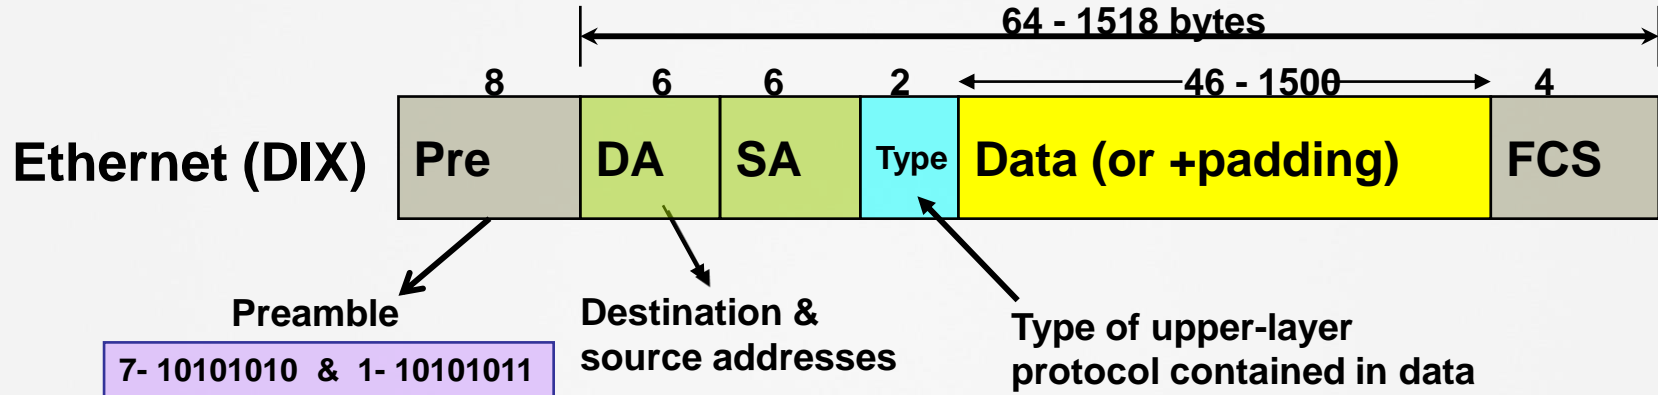 64 - 1518 bytes
8 6 6 2 46 - 1500 4
Ethernet (DIX) Pre DA SA Type Data (or +padding) FCS
Preamble
7- 10101010 & 1- 10101011
Destination &
source addresses
Type of upper-layer
protocol contained in data